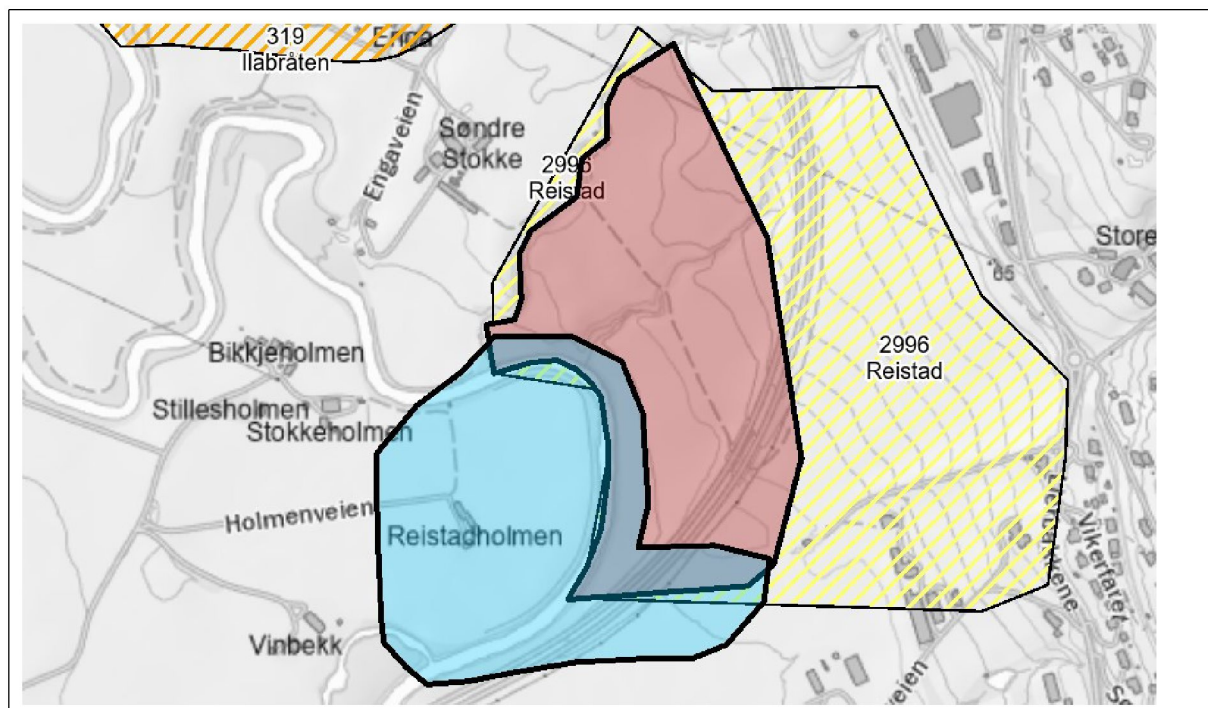 319
Ilabråten
Enga
Engaveien
Søndre
Stokke
2996
Reistad
Store
65
Bikkjeholmen
2996
Reistad
Stillesholmen
Stokkeholmen
Holmenveien
Reistadholmen
Vikerfaret
Vinbekk
veien